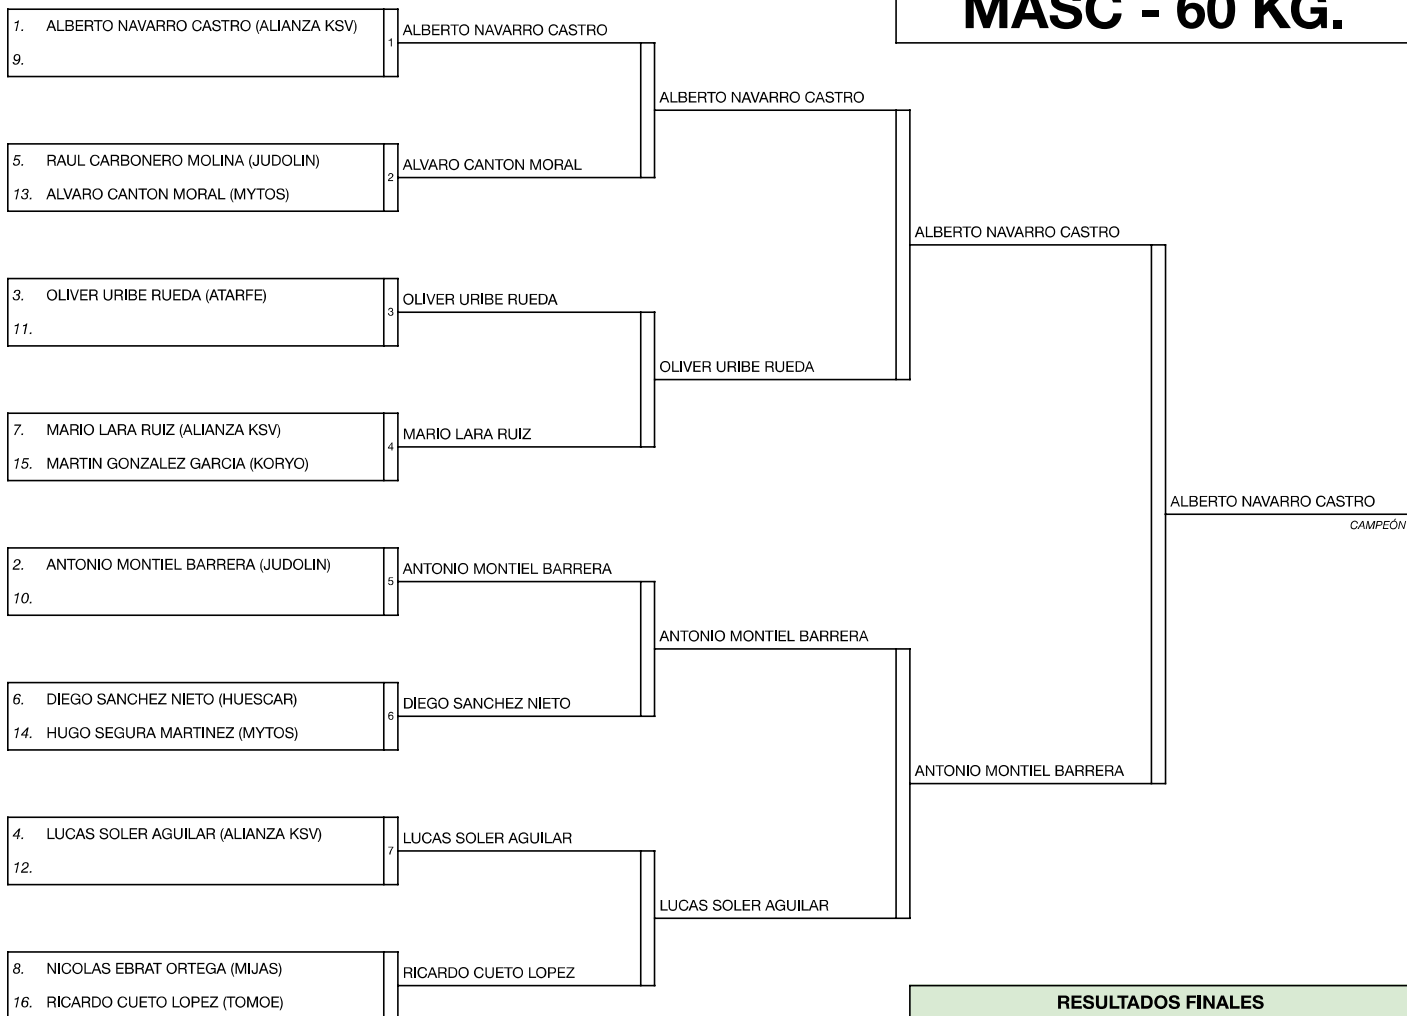 MASC - 60 KG.
1. ALBERTO NAVARRO CASTRO (ALIANZA KSV)
9.
1
ALBERTO NAVARRO CASTRO
5. RAUL CARBONERO MOLINA (JUDOLIN)
13. ALVARO CANTON MORAL (MYTOS)
2
ALVARO CANTON MORAL
ALBERTO NAVARRO CASTRO
3. OLIVER URIBE RUEDA (ATARFE)
11.
3
OLIVER URIBE RUEDA
7. MARIO LARA RUIZ (ALIANZA KSV)
15. MARTIN GONZALEZ GARCIA (KORYO)
4
MARIO LARA RUIZ
OLIVER URIBE RUEDA
ALBERTO NAVARRO CASTRO
2. ANTONIO MONTIEL BARRERA (JUDOLIN)
10.
5
ANTONIO MONTIEL BARRERA
6. DIEGO SANCHEZ NIETO (HUESCAR)
14. HUGO SEGURA MARTINEZ (MYTOS)
6
DIEGO SANCHEZ NIETO
ANTONIO MONTIEL BARRERA
4. LUCAS SOLER AGUILAR (ALIANZA KSV)
12.
7
LUCAS SOLER AGUILAR
8. NICOLAS EBRAT ORTEGA (MIJAS)
16. RICARDO CUETO LOPEZ (TOMOE)
RICARDO CUETO LOPEZ
LUCAS SOLER AGUILAR
ANTONIO MONTIEL BARRERA
ALBERTO NAVARRO CASTRO
CAMPEÓN
RESULTADOS FINALES